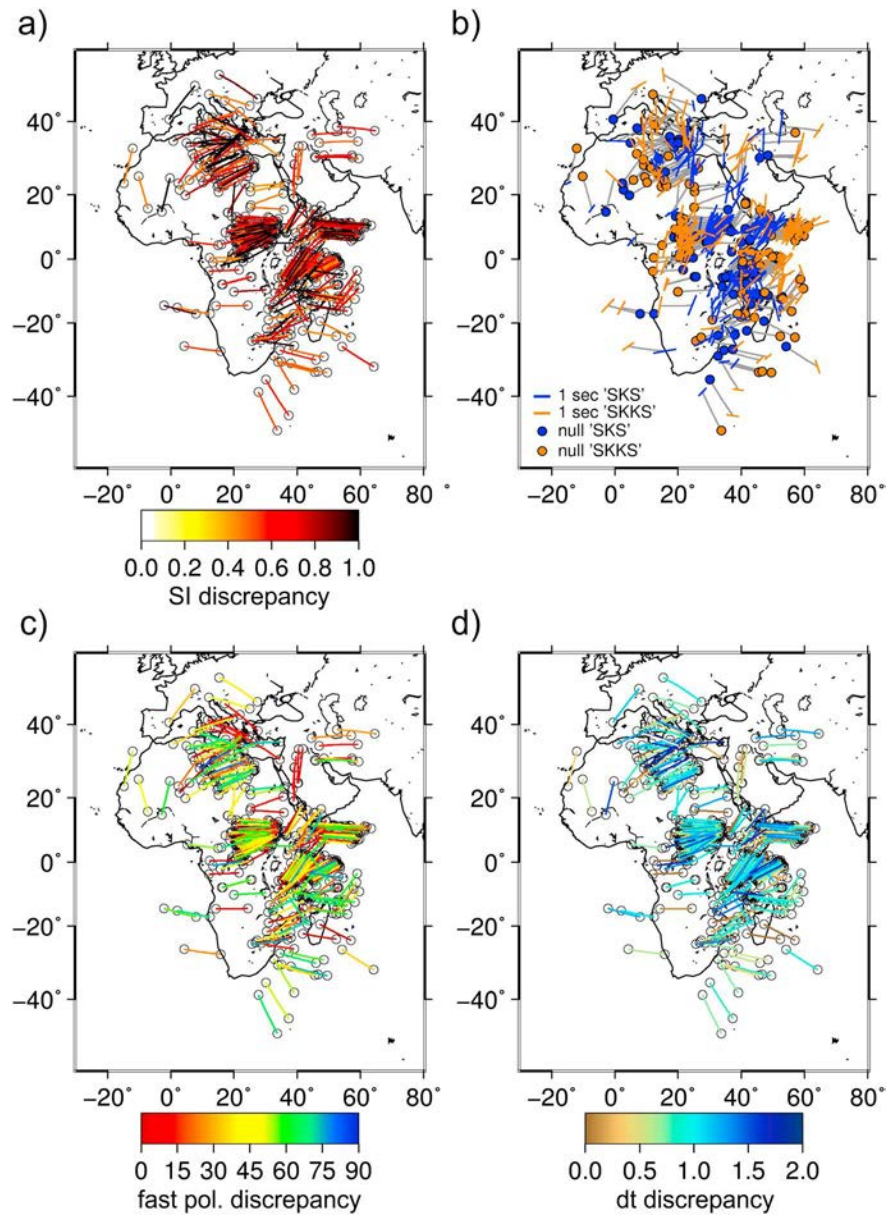 a)
b)
40°
20°
0°
−20°
−40°
−20° 0° 20° 40° 60° 80°
40°
20°
0°
−20°
−40°
1 sec 'SKS'
1 sec 'SKKS'
null 'SKS'
null 'SKKS'
−20° 0° 20° 40° 60° 80°
0.0 0.2 0.4 0.6 0.8 1.0
SI discrepancy
c)
d)
40°
20°
0°
−20°
−40°
−20° 0° 20° 40° 60° 80°
40°
20°
0°
−20°
−40°
−20° 0° 20° 40° 60° 80°
0 15 30 45 60 75 90
fast pol. discrepancy
0.0 0.5 1.0 1.5 2.0
dt discrepancy